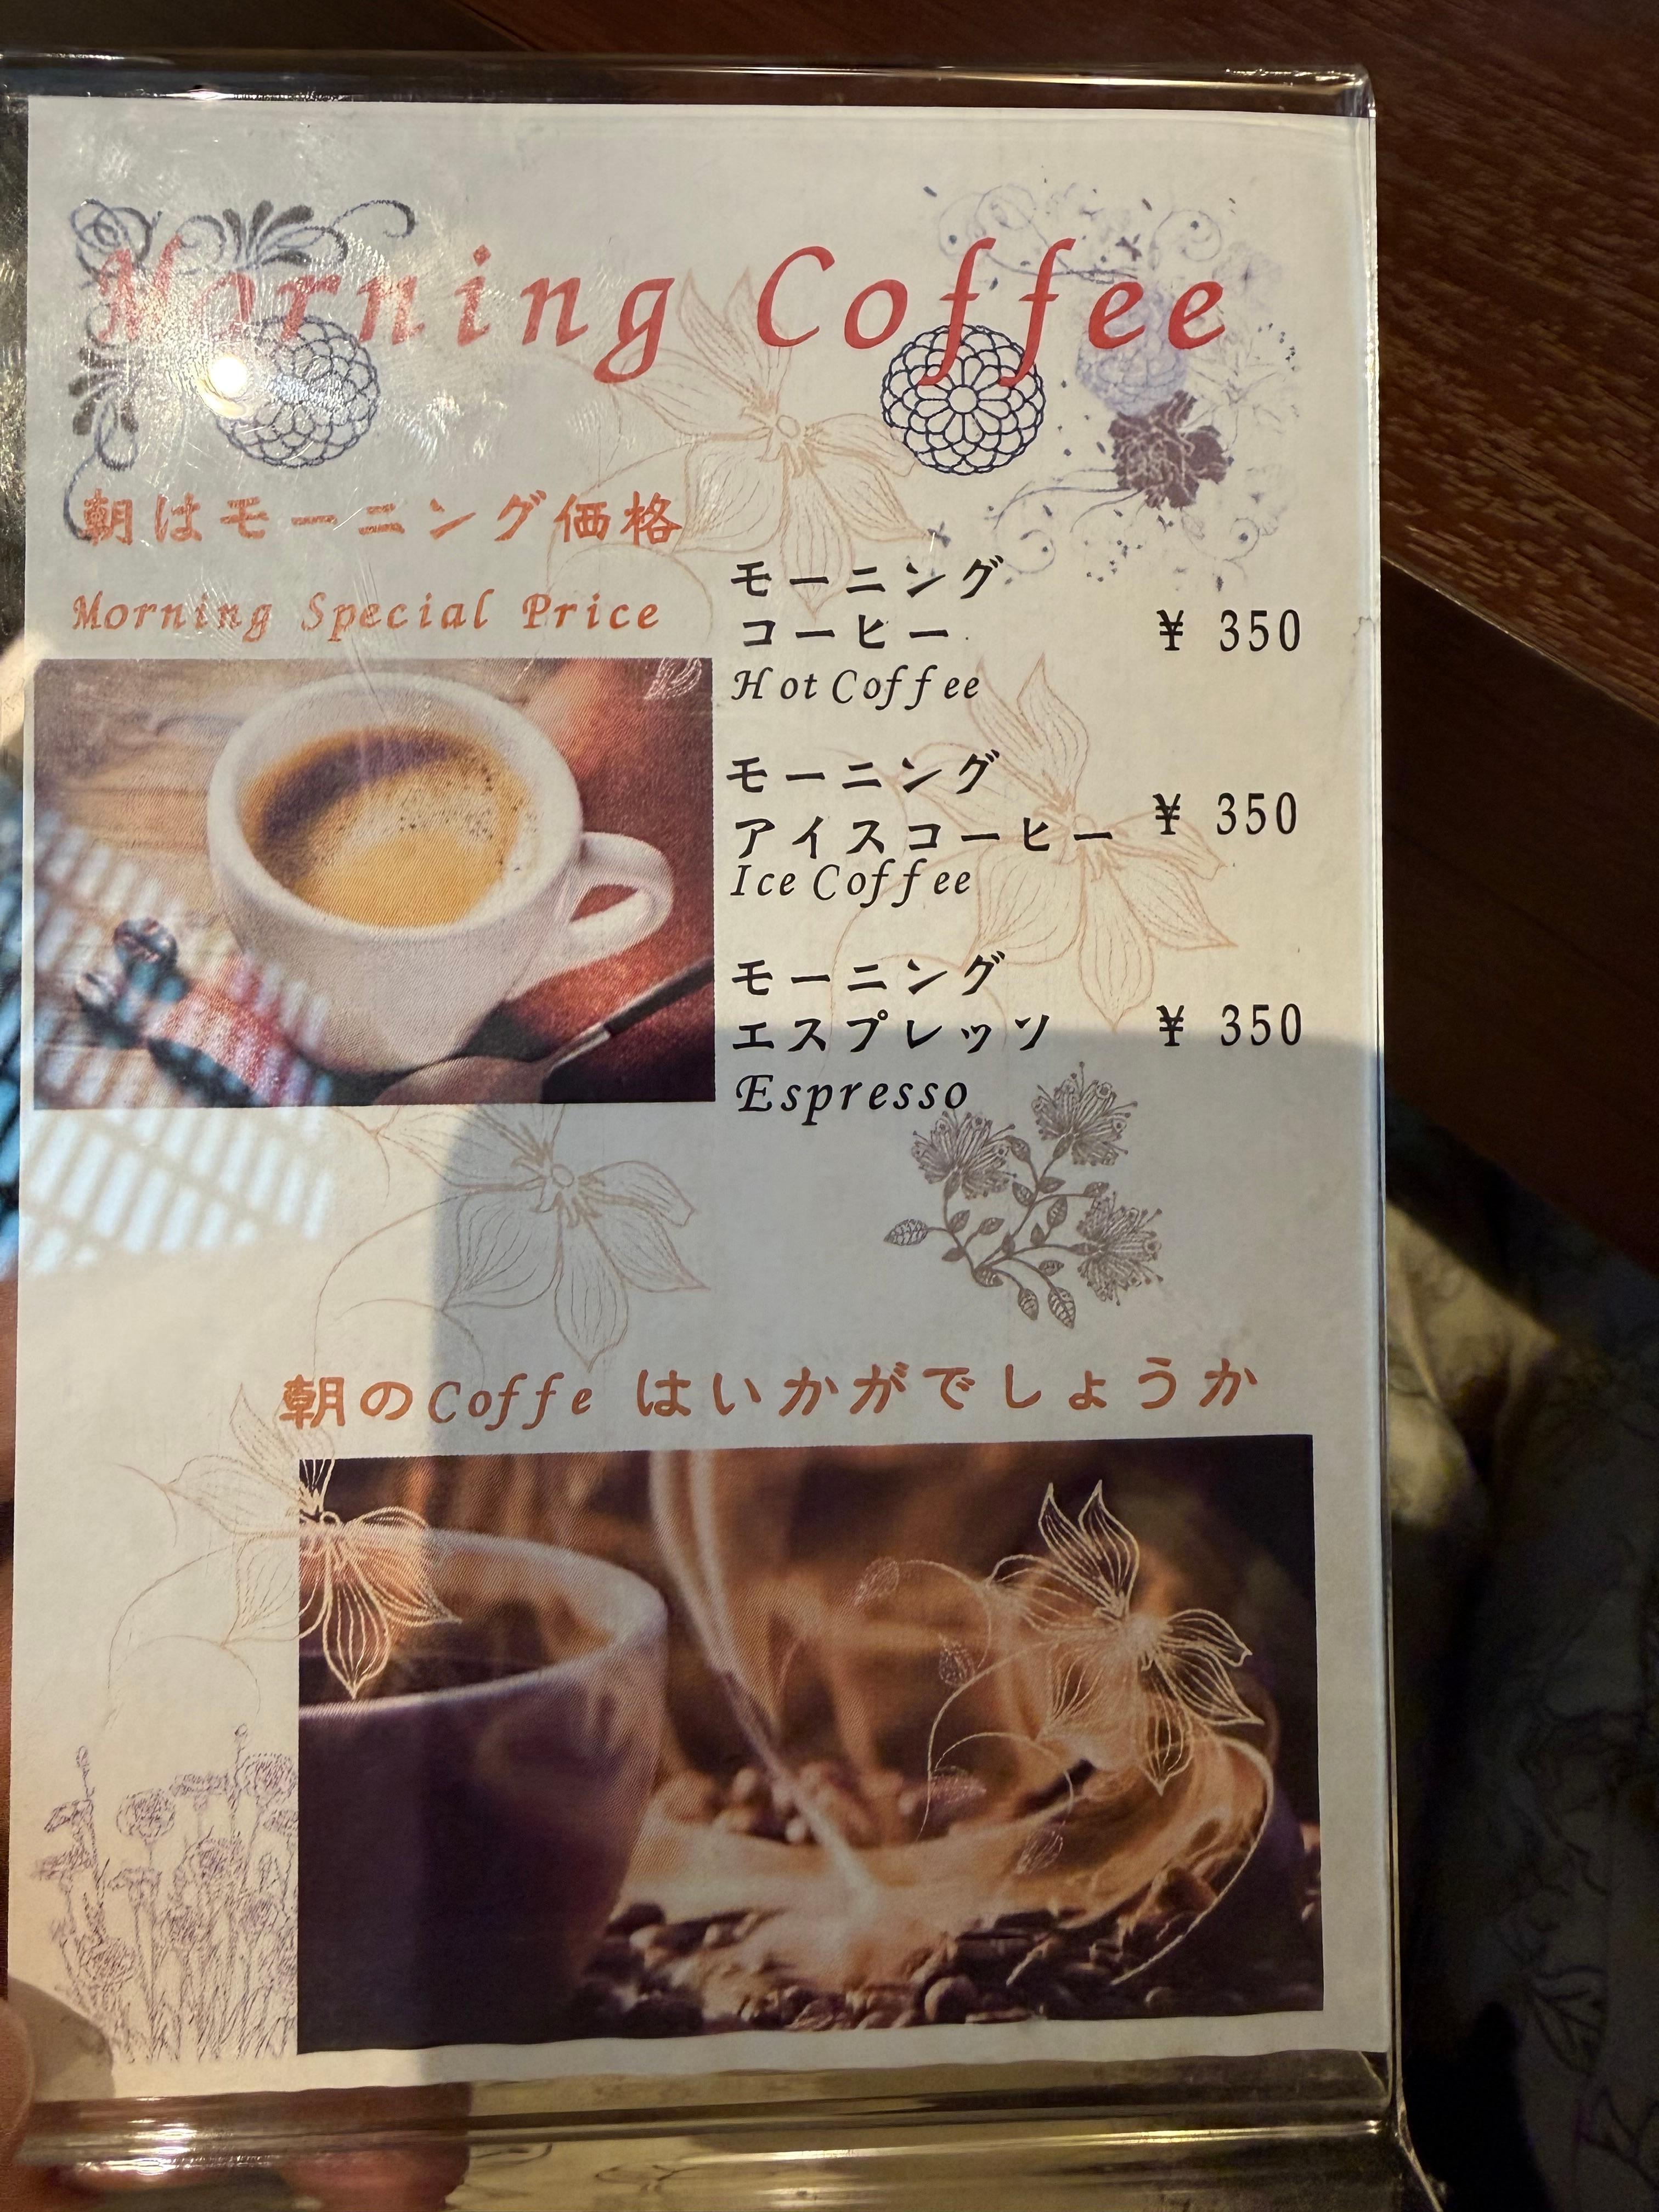 Morning Coffee
朝はモーニング価格
Morning Special Price
モーニング
コーヒー
¥ 350
Hot Coffee
モーニング
アイスコーヒー
¥ 350
Ice Coffee
モーニング
エスプレッソ
¥ 350
Espresso
朝のCoffe はいかがでしょうか